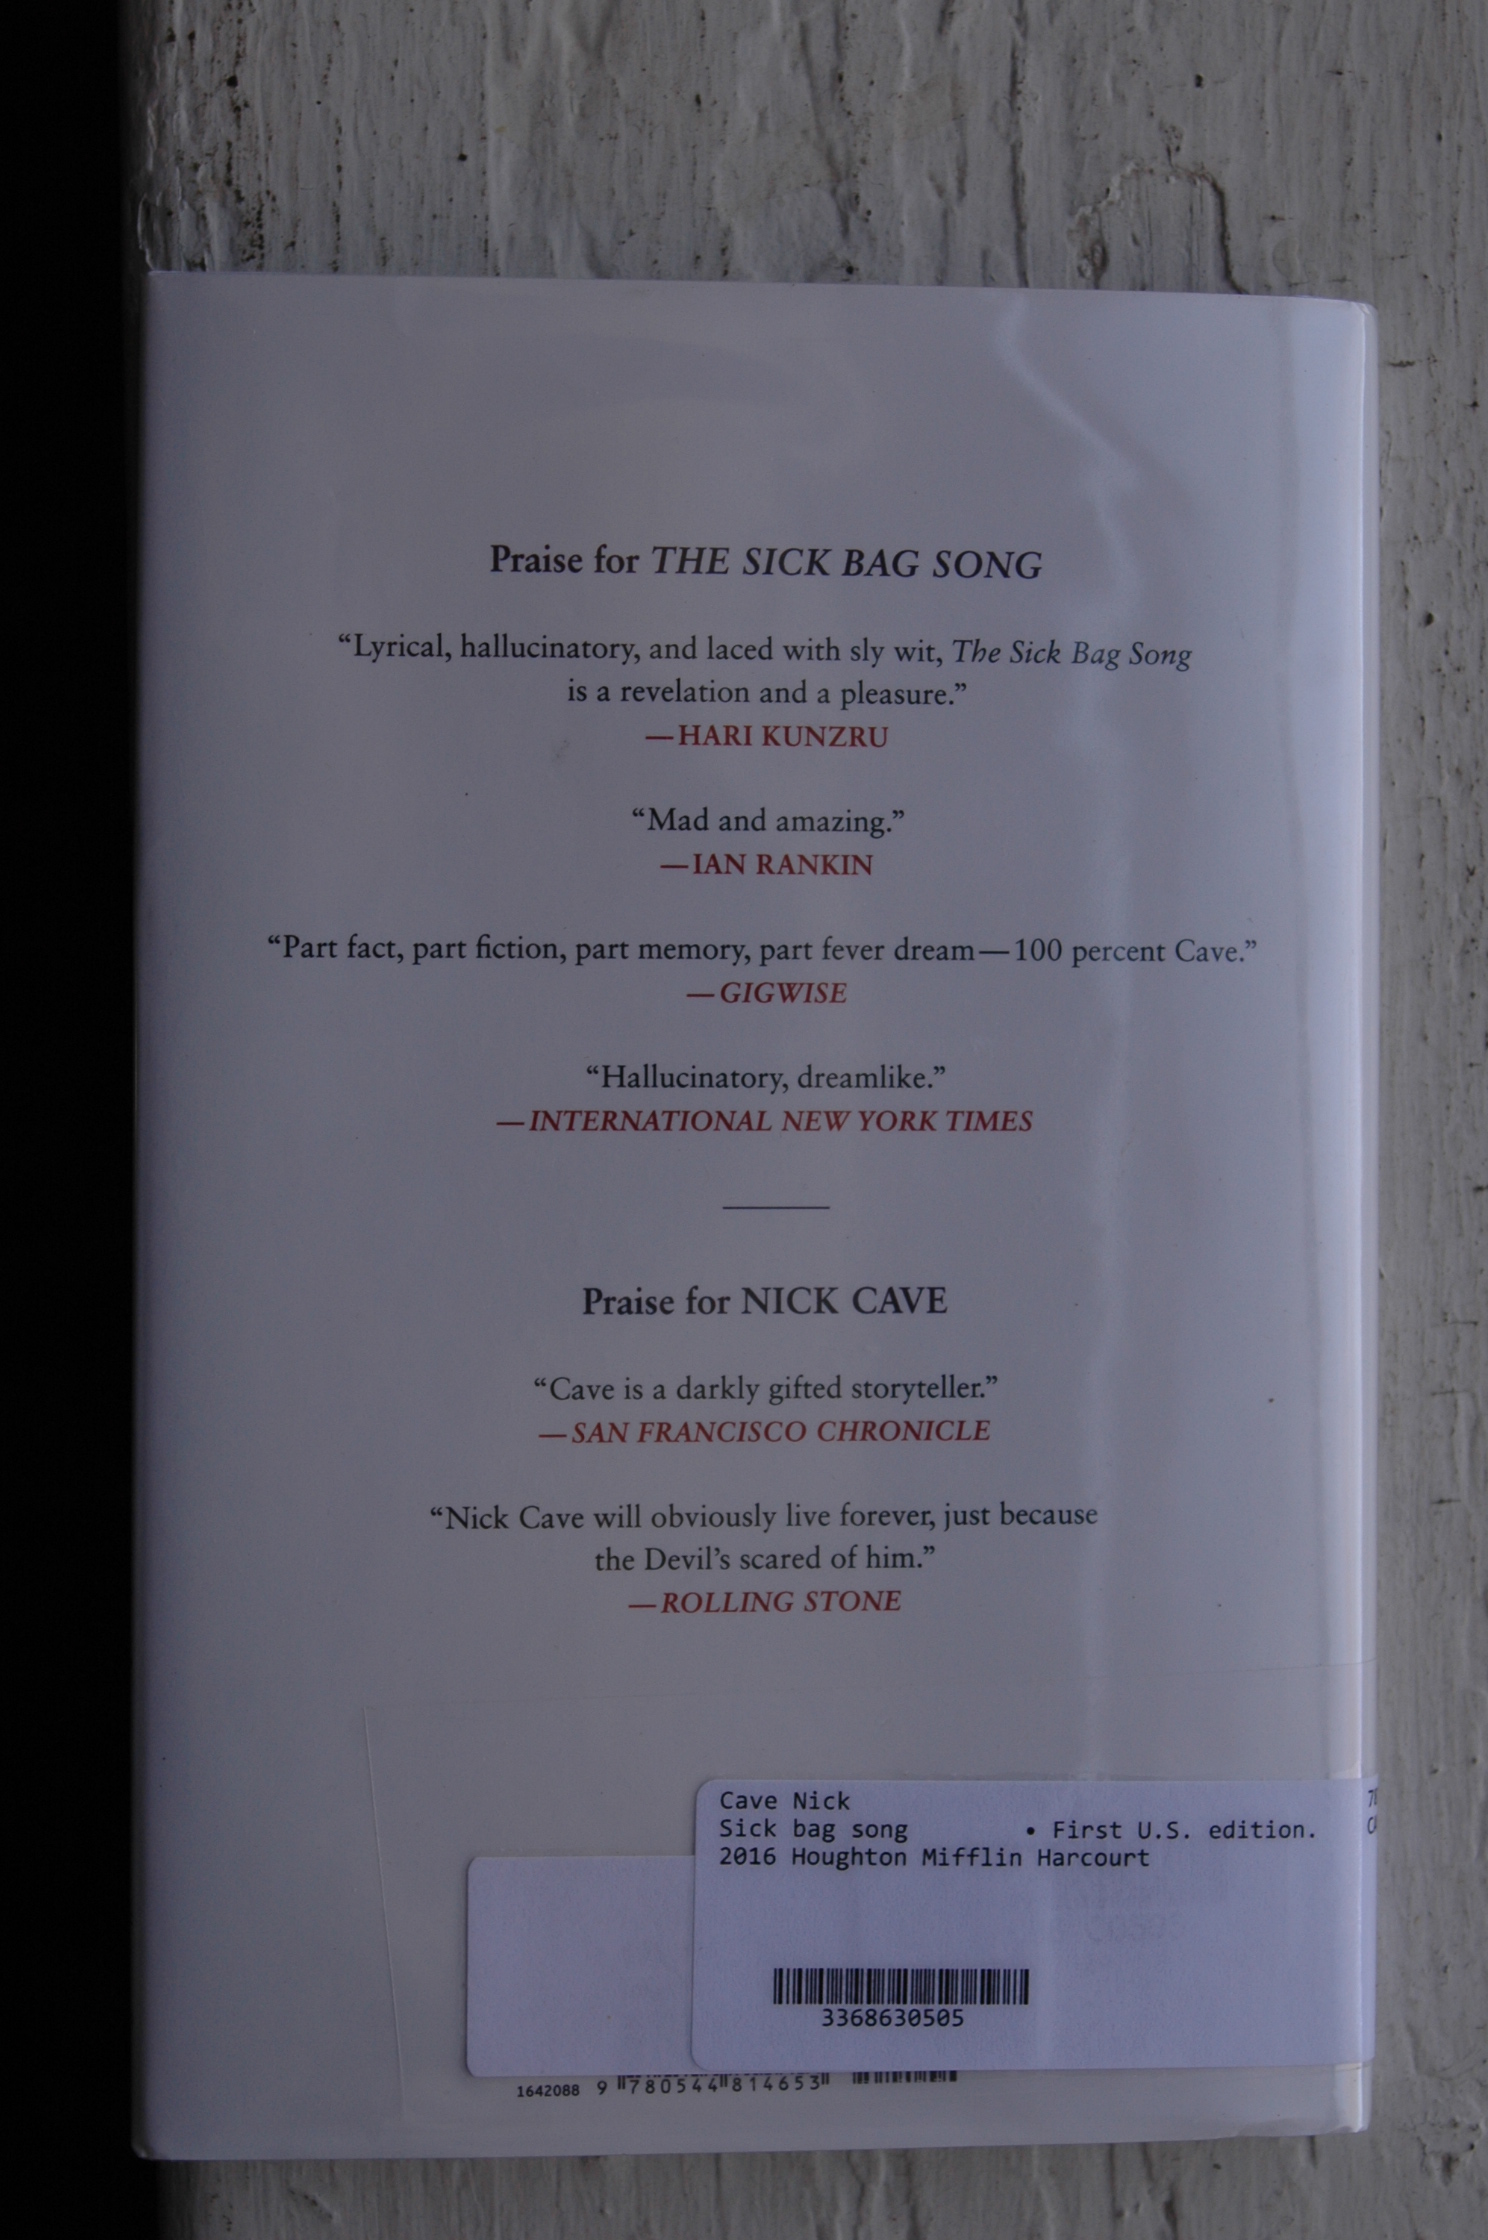 Praise for THE SICK BAG SONG
“Lyrical, hallucinatory, and laced with sly wit, The Sick Bag Song
is a revelation and a pleasure.”
—HARI KUNZRU
“Mad and amazing.”
—IAN RANKIN
“Part fact, part fiction, part memory, part fever dream—100 percent Cave.”
—GIGWISE
“Hallucinatory, dreamlike.”
—INTERNATIONAL NEW YORK TIMES
Praise for NICK CAVE
“Cave is a darkly gifted storyteller.”
—SAN FRANCISCO CHRONICLE
“Nick Cave will obviously live forever, just because
the Devil’s scared of him.”
—ROLLING STONE
Cave Nick
Sick bag song • First U.S. edition.
2016 Houghton Mifflin Harcourt
3368630505
1642088 9 780544 814653